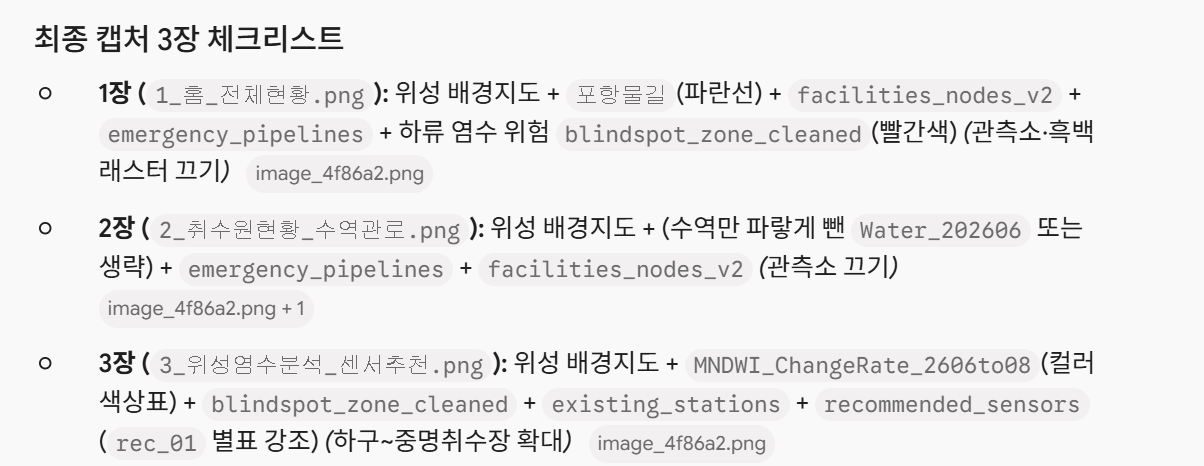 최종 캡처 3장 체크리스트
1장 ( 1_홈_전체현황.png ): 위성 배경지도 + 포항물길 (파란선) + facilities_nodes_v2 +
emergency_pipelines + 하류 염수 위험 blindspot_zone_cleaned (빨간색) (관측소·흑백
래스터 끄기) image_4f86a2.png
2장 ( 2_취수원현황_수역관로.png ): 위성 배경지도 + (수역만 파랗게 뺀 Water_202606 또는
생략) + emergency_pipelines + facilities_nodes_v2 (관측소 끄기)
image_4f86a2.png + 1
3장 ( 3_위성염수분석_센서추천.png ): 위성 배경지도 + MNDWI_ChangeRate_2606to08 (컬러
색상표) + blindspot_zone_cleaned + existing_stations + recommended_sensors
( rec_01 별표 강조) (하구~중명취수장 확대) image_4f86a2.png